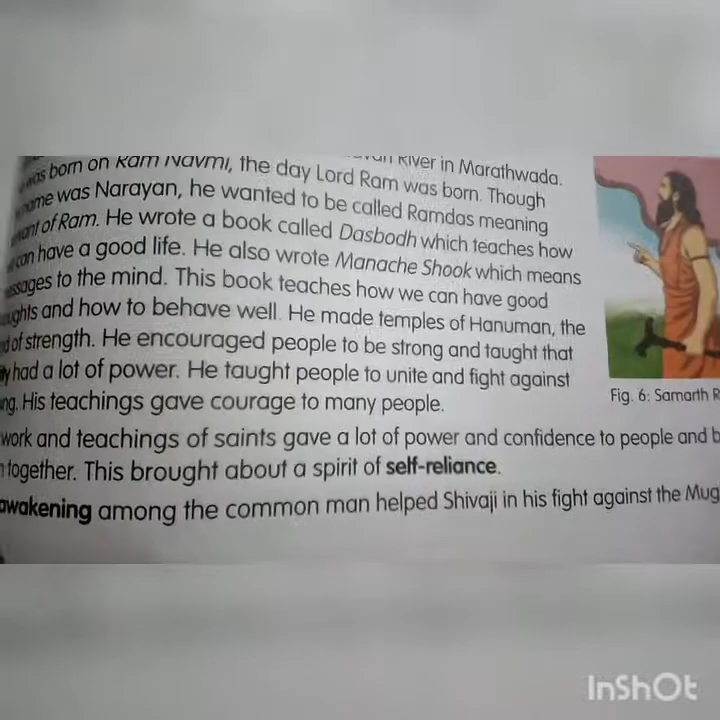 River in Marathwada.
was born on Ram Navmi, the day Lord Ram was born. Though
name was Narayan, he wanted to be called Ramdas meaning
of Ram. He wrote a book called Dasbodh which teaches how
can have a good life. He also wrote Manache Shook which means
to the mind. This book teaches how we can have good
and how to behave well. He made temples of Hanuman, the
of strength. He encouraged people to be strong and taught that
had a lot of power. He taught people to unite and fight against
His teachings gave courage to many people.
Fig. 6: Samarth R
work and teachings of saints gave a lot of power and confidence to people and b
together. This brought about a spirit of self-reliance.
awakening among the common man helped Shivaji in his fight against the Mug
InShOt